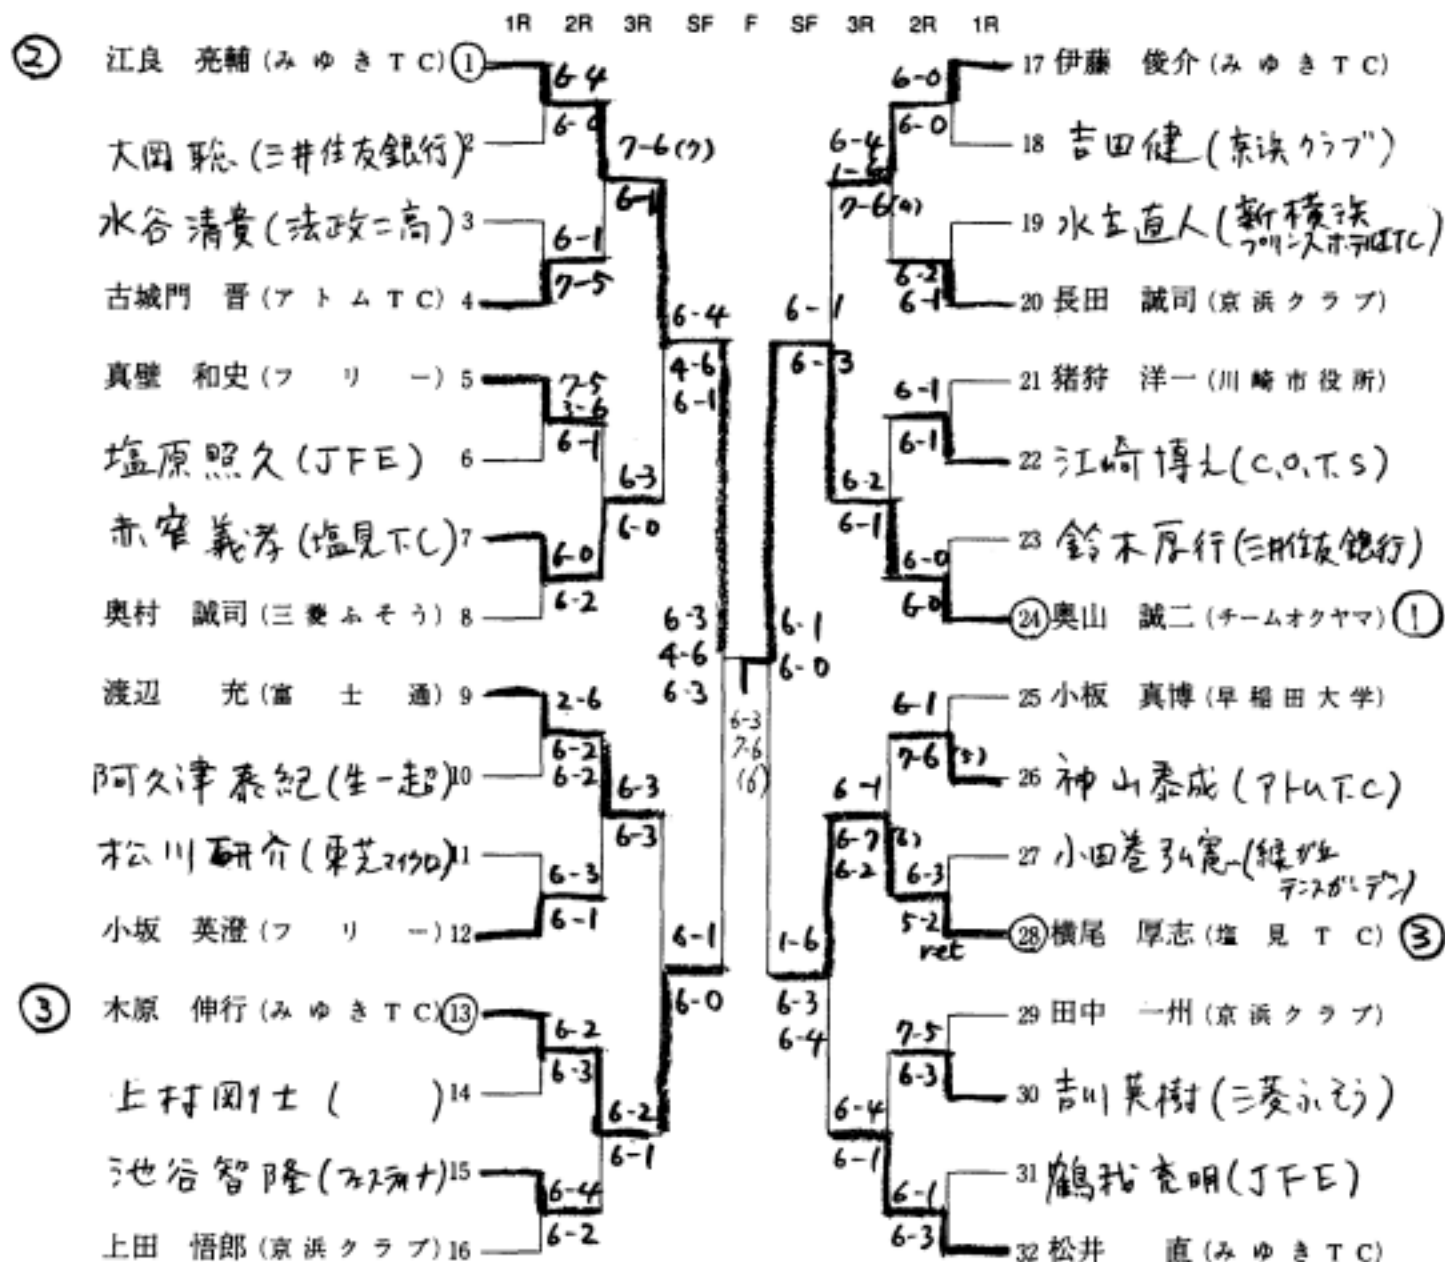 1R 2R 3R SF F SF 3R 2R 1R
② 江良 亮輔 (みゆきTC) ①
大岡 聡 (三井住友銀行) 2
水谷 清貴 (法政二高) 3
古城門 晋 (アトムTC) 4
真壁 和史 (フリー) 5
塩原 照久 (JFE) 6
赤窄 義孝 (塩見T.C) 7
奥村 誠司 (三菱ふそう) 8
渡辺 充 (富士通) 9
阿久津 泰紀 (生一超) 10
松川 研介 (東芝マイクロ) 11
小坂 英澄 (フリー) 12
③ 木原 伸行 (みゆきTC) ⑬
上村 剛士 ( ) 14
池谷 智隆 15
上田 悟郎 (京浜クラブ) 16
6-4
6-0
6-1
7-5
7-5
3-6
6-1
6-0
6-2
2-6
6-2
6-2
6-3
6-1
6-2
6-3
6-4
6-2
7-6
6-1
6-3
6-0
6-3
6-3
6-2
6-1
6-4
4-6
6-1
6-1
6-0
6-3
4-6
6-3
6-3
7-6
(6)
6-1
6-0
6-1
6-3
1-6
6-3
6-4
6-4
7-6
6-2
6-1
6-1
6-7 (6)
6-2
6-4
6-1
6-0
6-0
6-2
6-1
6-1
6-1
6-0
6-0
6-1
7-6 (5)
6-3
5-2
ret
7-5
6-3
6-1
6-3
17 伊藤 俊介 (みゆきTC)
18 吉田 健 (京浜クラブ)
19 水立 直人 (新横浜
プリンスホテルTC)
20 長田 誠司 (京浜クラブ)
21 猪狩 洋一 (川崎市役所)
22 江崎 博丈 (C.O.T.S)
23 鈴木 厚行 (三井住友銀行)
㉔ 奥山 誠二 (チームオクヤマ) ①
25 小板 真博 (早稲田大学)
26 神山 泰成 (アトムT.C)
27 小田巻 弘憲 (緑が丘
テニスガーデン)
㉘ 横尾 厚志 (塩見TC) ③
29 田中 一州 (京浜クラブ)
30 吉川 英樹 (三菱ふそう)
31 鶴我 亮明 (JFE)
32 松井 直 (みゆきTC)